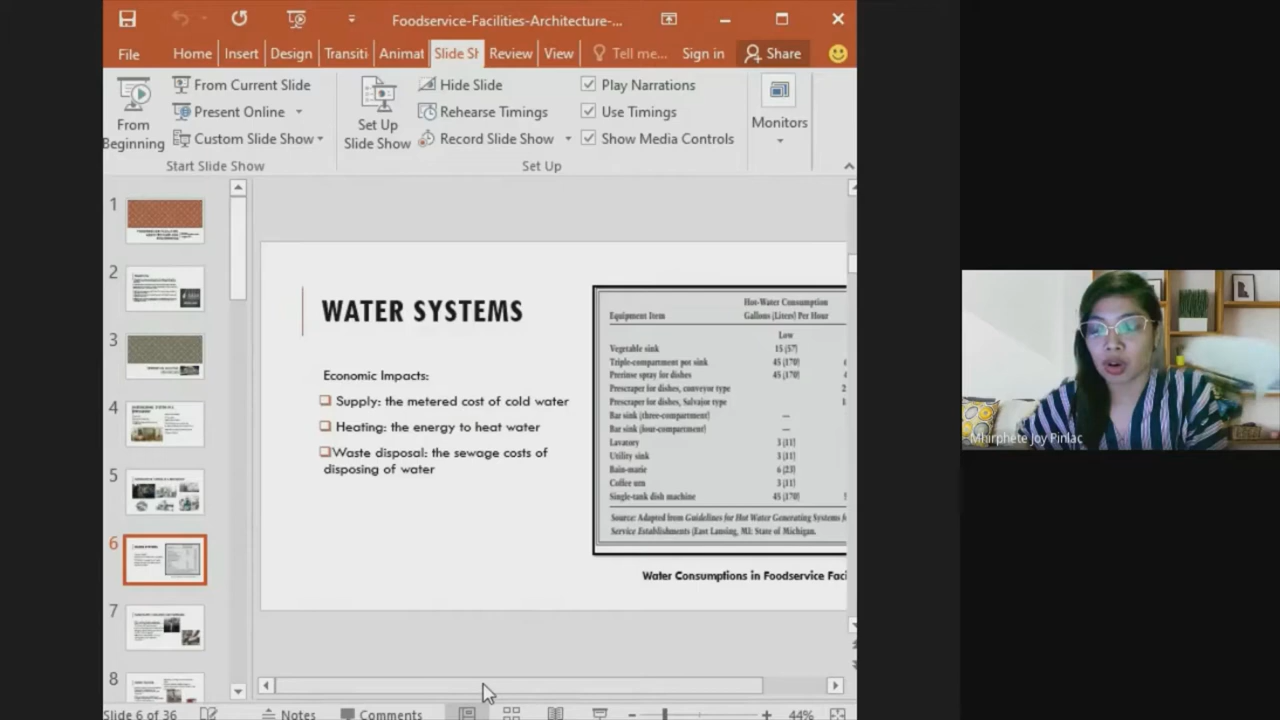 Foodservice-Facilities-Architecture-...
File Home Insert Design Transiti Animat Slide Sh Review View Tell me... Sign in Share
From Beginning
From Current Slide
Present Online
Custom Slide Show
Start Slide Show
Set Up
Slide Show
Hide Slide
Rehearse Timings
Record Slide Show
Play Narrations
Use Timings
Show Media Controls
Set Up
Monitors
1
2
3
4
5
6
7
8
WATER SYSTEMS
Economic Impacts:
Supply: the metered cost of cold water
Heating: the energy to heat water
Waste disposal: the sewage costs of
disposing of water
Hot-Water Consumption
Equipment Item Gallons (Liters) Per Hour
Low
Vegetable sink 15 (57)
Triple-compartment pot sink 45 (170)
Prerinse spray for dishes 45 (170)
Prescraper for dishes, conveyor type
Prescraper for dishes, Salvajor type
Bar sink (three-compartment) —
Bar sink (four-compartment) —
Lavatory 3 (11)
Utility sink 3 (11)
Bain-marie 6 (23)
Coffee urn 3 (11)
Single-tank dish machine 45 (170)
Source: Adapted from Guidelines for Hot Water Generating Systems fo
Service Establishments (East Lansing, MI: State of Michigan.
Water Consumptions in Foodservice Faci
Mhirphete Joy Pinlac
Slide 6 of 36 Notes Comments 44%